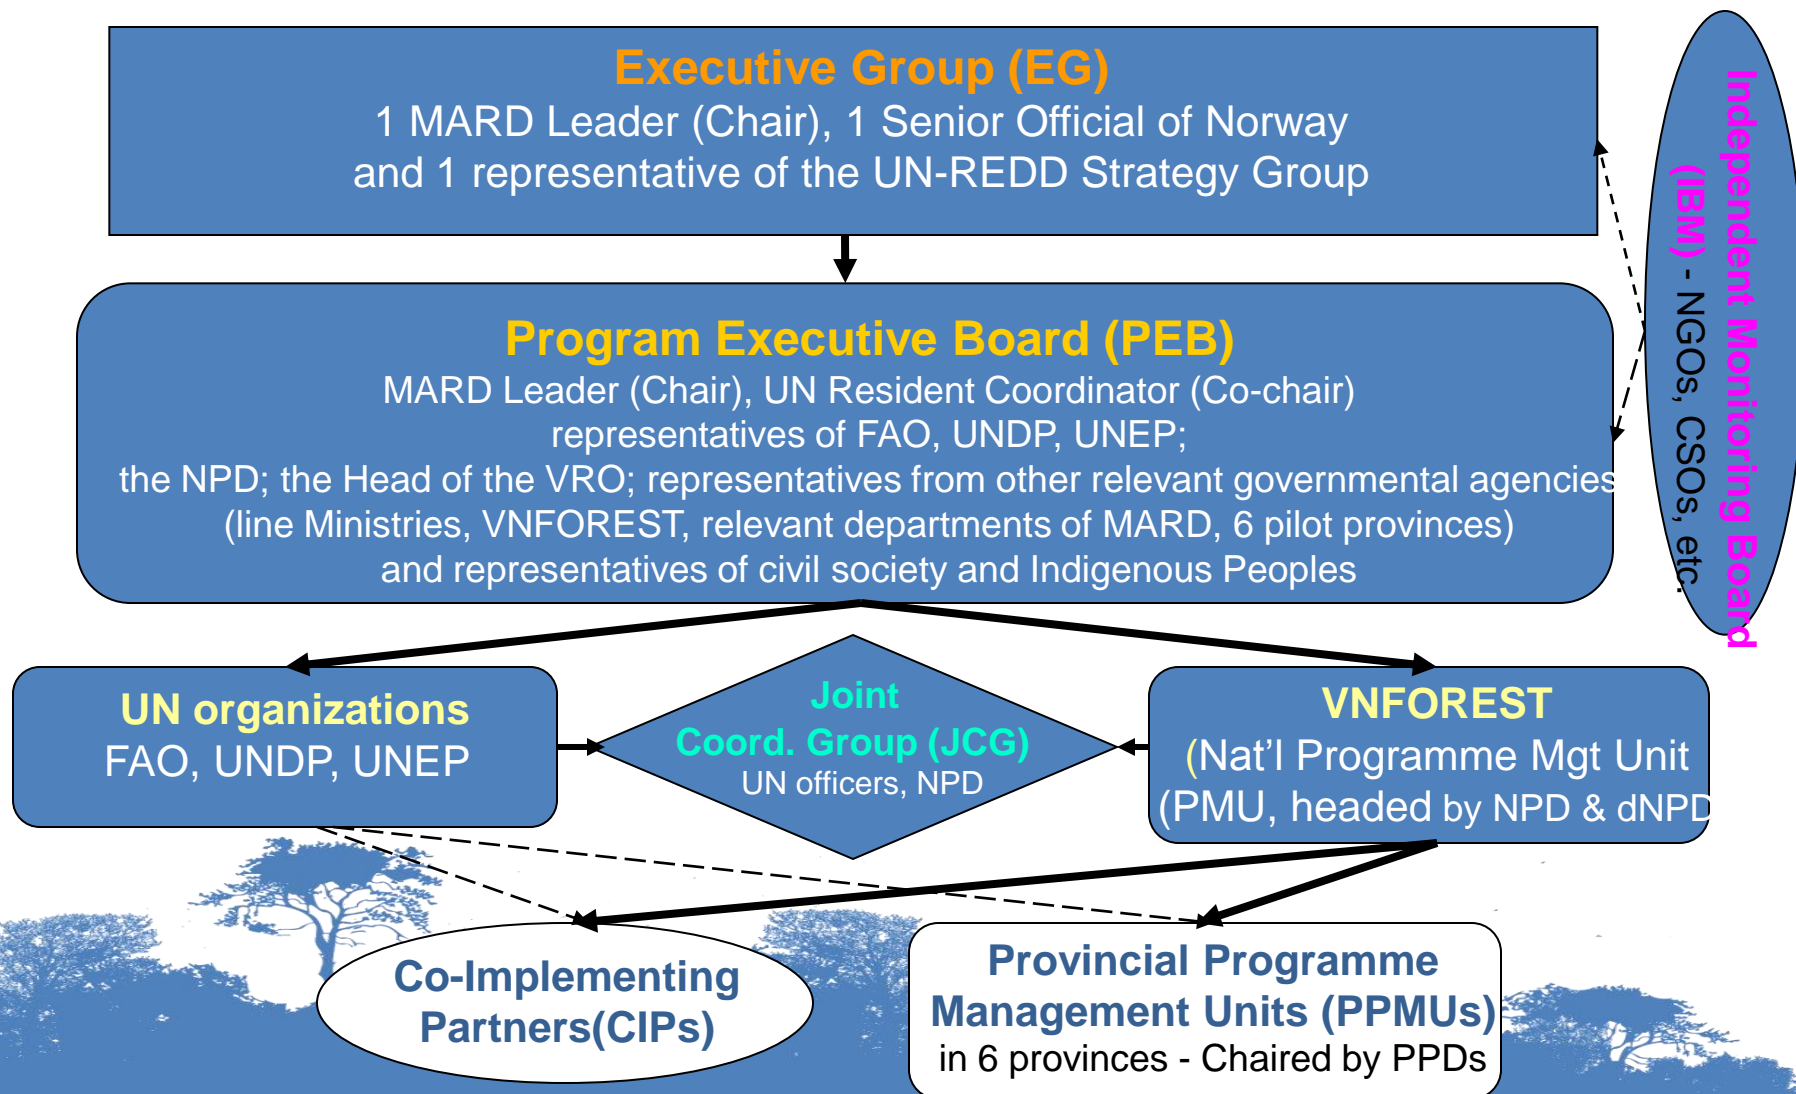 Executive Group (EG)
1 MARD Leader (Chair), 1 Senior Official of Norway
and 1 representative of the UN-REDD Strategy Group
Independent Monitoring Board
(IBM) - NGOs, CSOs, etc.
Program Executive Board (PEB)
MARD Leader (Chair), UN Resident Coordinator (Co-chair)
representatives of FAO, UNDP, UNEP;
the NPD; the Head of the VRO; representatives from other relevant governmental agencies
(line Ministries, VNFOREST, relevant departments of MARD, 6 pilot provinces)
and representatives of civil society and Indigenous Peoples
UN organizations
FAO, UNDP, UNEP
Joint
Coord. Group (JCG)
UN officers, NPD
VNFOREST
(Nat’l Programme Mgt Unit
(PMU, headed by NPD & dNPD
Co-Implementing
Partners(CIPs)
Provincial Programme
Management Units (PPMUs)
in 6 provinces - Chaired by PPDs